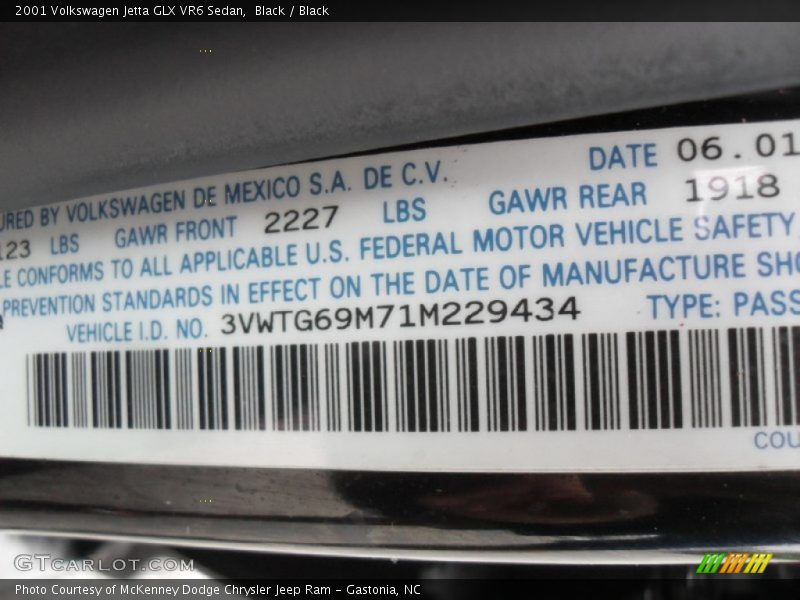 2001 Volkswagen Jetta GLX VR6 Sedan, Black / Black
DATE 06.01
URED BY VOLKSWAGEN DE MEXICO S.A. DE C.V.
123 LBS GAWR FRONT 2227 LBS GAWR REAR 1918
LE CONFORMS TO ALL APPLICABLE U.S. FEDERAL MOTOR VEHICLE SAFETY
PREVENTION STANDARDS IN EFFECT ON THE DATE OF MANUFACTURE SHO
VEHICLE I.D. NO. 3VWTG69M71M229434 TYPE: PASS
COU
GTCARLOT.COM
Photo Courtesy of McKenney Dodge Chrysler Jeep Ram - Gastonia, NC